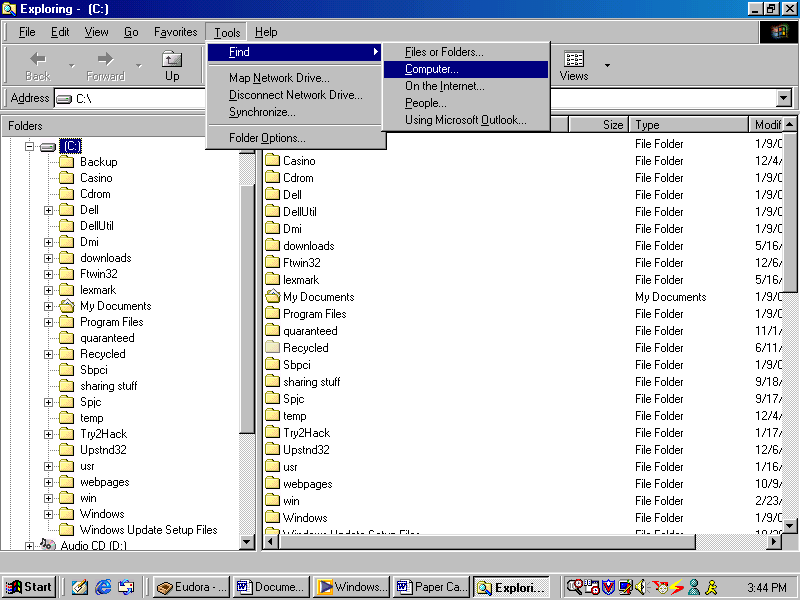 Exploring - (C:)
File Edit View Go Favorites Tools Help
Back Forward Up Views
Find
Map Network Drive...
Disconnect Network Drive...
Synchronize...
Folder Options...
Files or Folders...
Computer...
On the Internet...
People...
Using Microsoft Outlook...
Address C:\
Folders
(C:)
Backup
Casino
Cdrom
Dell
DellUtil
Dmi
downloads
Ftwin32
lexmark
My Documents
Program Files
quaranteed
Recycled
Sbpci
sharing stuff
Spjc
temp
Try2Hack
Upstnd32
usr
webpages
win
Windows
Windows Update Setup Files
Audio CD (D:)
Size Type Modif
File Folder 1/9/0
Casino File Folder 12/4/
Cdrom File Folder 1/9/0
Dell File Folder 1/9/0
DellUtil File Folder 1/9/0
Dmi File Folder 1/9/0
downloads File Folder 5/16/
Ftwin32 File Folder 12/6/
lexmark File Folder 5/16/
My Documents My Documents 1/9/0
Program Files File Folder 1/9/0
quaranteed File Folder 11/1/
Recycled File Folder 6/11/
Sbpci File Folder 1/9/0
sharing stuff File Folder 9/18/
Spjc File Folder 9/17/
temp File Folder 12/4/
Try2Hack File Folder 1/17/
Upstnd32 File Folder 12/6/
usr File Folder 1/16/
webpages File Folder 10/9/
win File Folder 2/23/
Windows File Folder 1/9/0
Windows Update Setup Files File Folder
Start Eudora - ... Docume... Windows... Paper Ca... Explori... 3:44 PM